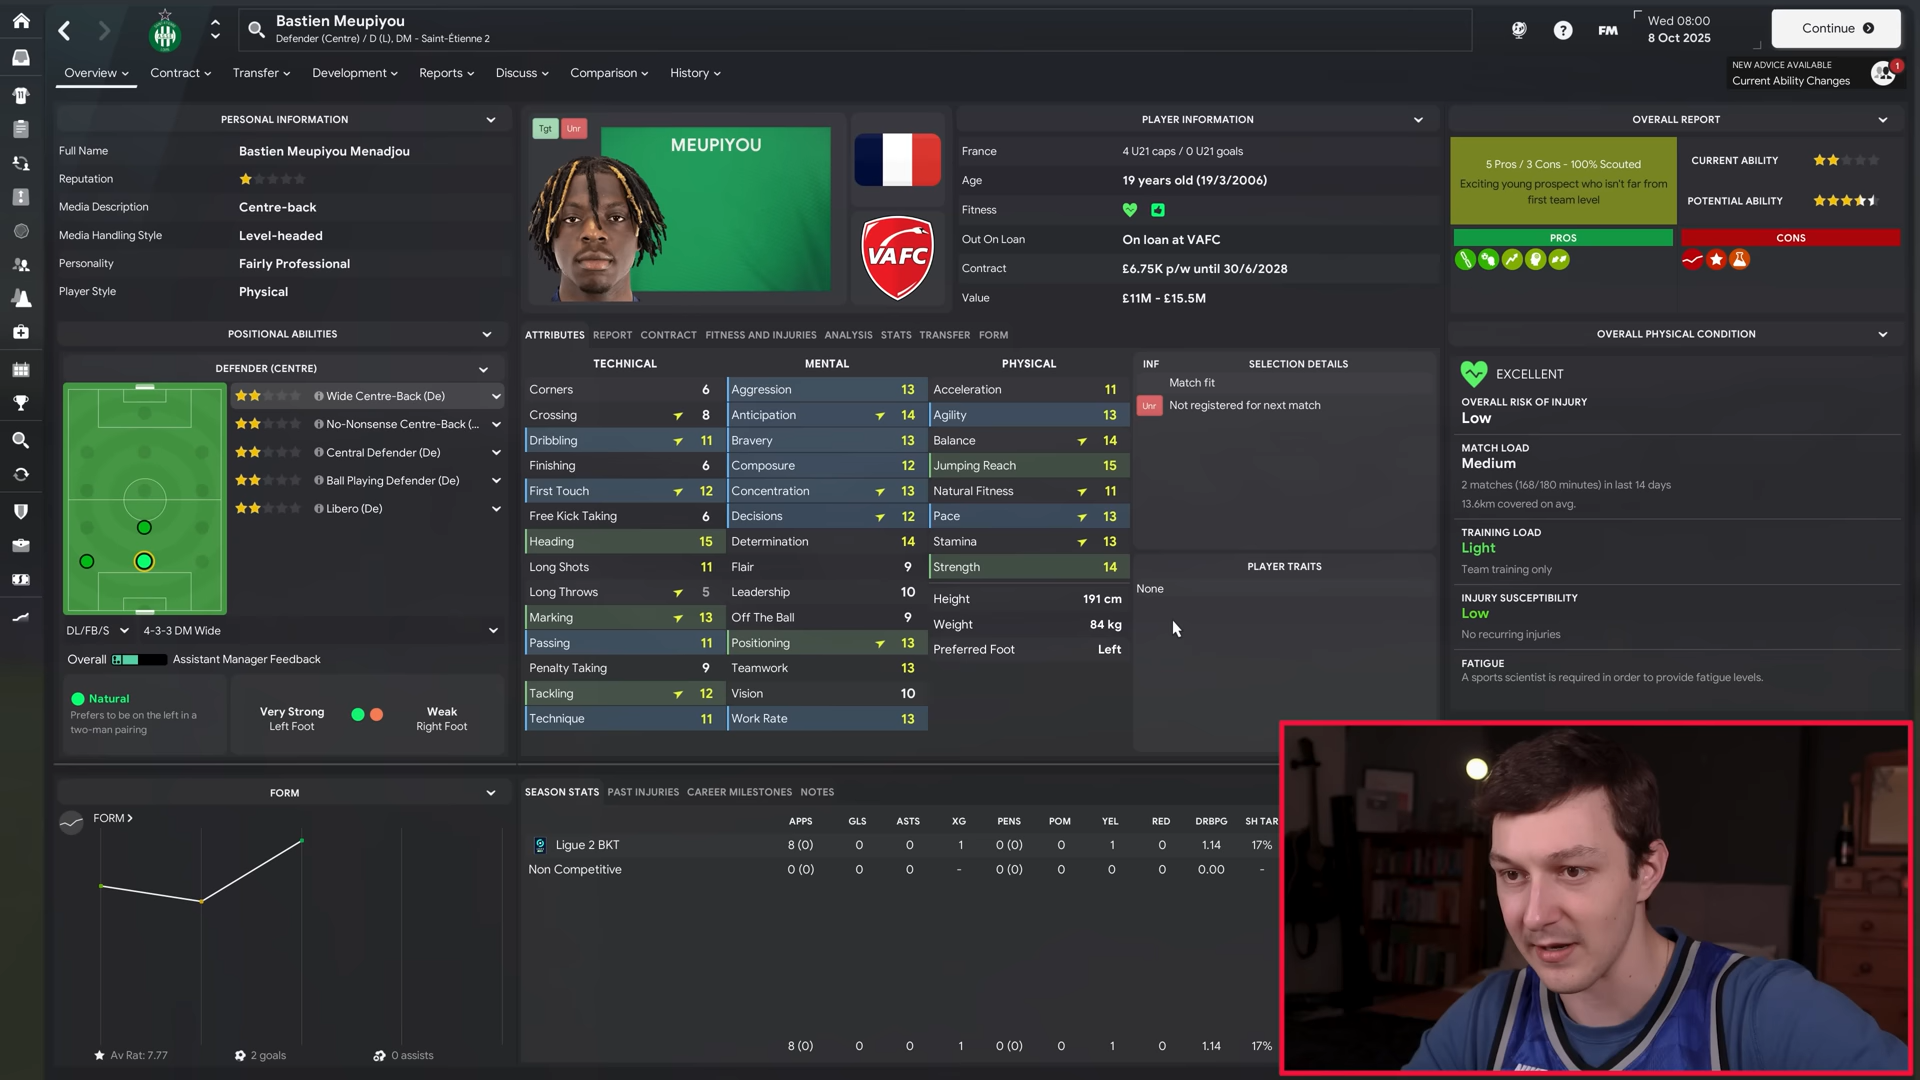 Bastien Meupiyou
Defender (Centre) / D (L), DM - Saint-Étienne 2
FM
Wed 08:00
8 Oct 2025
Continue
Overview
Contract
Transfer
Development
Reports
Discuss
Comparison
History
NEW ADVICE AVAILABLE
Current Ability Changes
1
PERSONAL INFORMATION
Full Name Bastien Meupiyou Menadjou
Reputation
Media Description Centre-back
Media Handling Style Level-headed
Personality Fairly Professional
Player Style Physical
Tgt Unr
MEUPIYOU
VAFC
PLAYER INFORMATION
France 4 U21 caps / 0 U21 goals
Age 19 years old (19/3/2006)
Fitness
Out On Loan On loan at VAFC
Contract £6.75K p/w until 30/6/2028
Value £11M - £15.5M
OVERALL REPORT
5 Pros / 3 Cons - 100% Scouted
Exciting young prospect who isn't far from
first team level
CURRENT ABILITY
POTENTIAL ABILITY
PROS CONS
POSITIONAL ABILITIES
DEFENDER (CENTRE)
Wide Centre-Back (De)
No-Nonsense Centre-Back (...
Central Defender (De)
Ball Playing Defender (De)
Libero (De)
DL/FB/S 4-3-3 DM Wide
Overall Assistant Manager Feedback
Natural
Prefers to be on the left in a
two-man pairing
Very Strong
Left Foot
Weak
Right Foot
ATTRIBUTES REPORT CONTRACT FITNESS AND INJURIES ANALYSIS STATS TRANSFER FORM
TECHNICAL
Corners 6
Crossing 8
Dribbling 11
Finishing 6
First Touch 12
Free Kick Taking 6
Heading 15
Long Shots 11
Long Throws 5
Marking 13
Passing 11
Penalty Taking 9
Tackling 12
Technique 11
MENTAL
Aggression 13
Anticipation 14
Bravery 13
Composure 12
Concentration 13
Decisions 12
Determination 14
Flair 9
Leadership 10
Off The Ball 9
Positioning 13
Teamwork 13
Vision 10
Work Rate 13
PHYSICAL
Acceleration 11
Agility 13
Balance 14
Jumping Reach 15
Natural Fitness 11
Pace 13
Stamina 13
Strength 14
Height 191 cm
Weight 84 kg
Preferred Foot Left
INF SELECTION DETAILS
Match fit
Unr Not registered for next match
PLAYER TRAITS
None
OVERALL PHYSICAL CONDITION
EXCELLENT
OVERALL RISK OF INJURY
Low
MATCH LOAD
Medium
2 matches (168/180 minutes) in last 14 days
13.6km covered on avg.
TRAINING LOAD
Light
Team training only
INJURY SUSCEPTIBILITY
Low
No recurring injuries
FATIGUE
A sports scientist is required in order to provide fatigue levels.
FORM
FORM
Av Rat: 7.77 2 goals 0 assists
SEASON STATS PAST INJURIES CAREER MILESTONES NOTES
APPS GLS ASTS XG PENS POM YEL RED DRBPG SH TAR
Ligue 2 BKT 8 (0) 0 0 1 0 (0) 0 1 0 1.14 17%
Non Competitive 0 (0) 0 0 - 0 (0) 0 0 0 0.00 -
8 (0) 0 0 1 0 (0) 0 1 0 1.14 17%